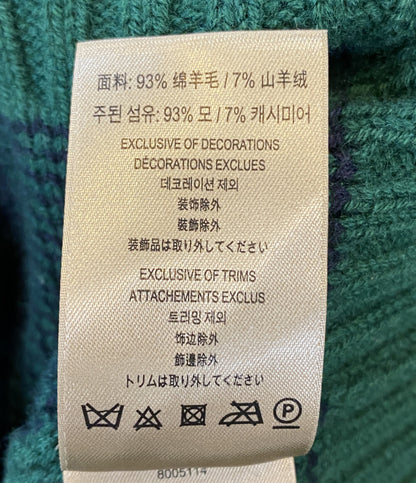 面料: 93% 绵羊毛 / 7% 山羊绒
주된 섬유: 93% 모 / 7% 캐시미어
EXCLUSIVE OF DECORATIONS
DÉCORATIONS EXCLUES
데코레이션 제외
装饰除外
裝飾除外
装飾品は取り外してください
EXCLUSIVE OF TRIMS
ATTACHEMENTS EXCLUS
트리밍 제외
饰边除外
飾邊除外
トリムは取り外してください
P
8005114